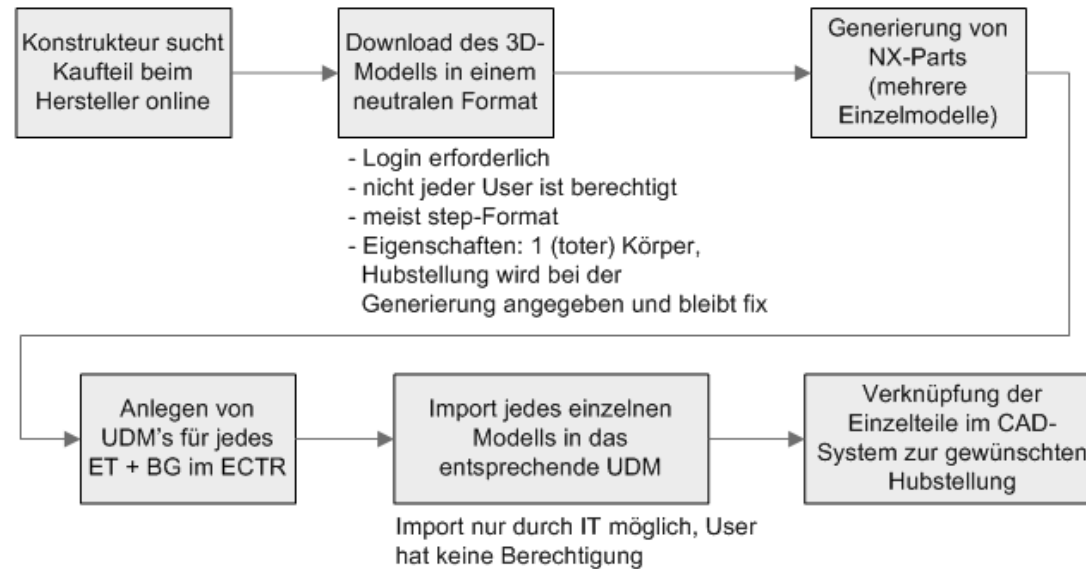 Konstrukteur sucht
Kaufteil beim
Hersteller online
Download des 3D-
Modells in einem
neutralen Format
Generierung von
NX-Parts
(mehrere
Einzelmodelle)
- Login erforderlich
- nicht jeder User ist berechtigt
- meist step-Format
- Eigenschaften: 1 (toter) Körper,
Hubstellung wird bei der
Generierung angegeben und bleibt fix
Anlegen von
UDM's für jedes
ET + BG im ECTR
Import jedes einzelnen
Modells in das
entsprechende UDM
Verknüpfung der
Einzelteile im CAD-
System zur gewünschten
Hubstellung
Import nur durch IT möglich, User
hat keine Berechtigung